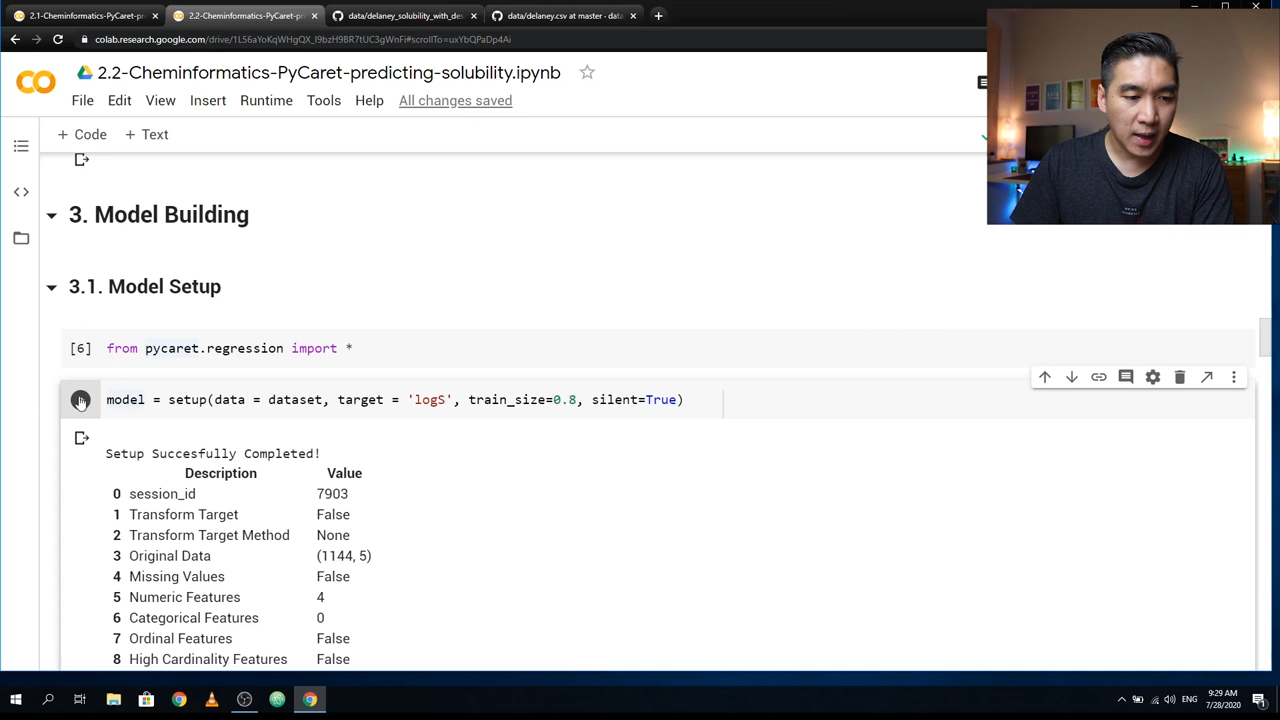 2.1-Cheminformatics-PyCaret-pr
2.2-Cheminformatics-PyCaret-pr
data/delaney_solubility_with_des
data/delaney.csv at master · data
colab.research.google.com/drive/1L56aYoKqWHgQX_I9bzH9BR7tUC3gWnFi#scrollTo=uxYbQPaDp4Ai
2.2-Cheminformatics-PyCaret-predicting-solubility.ipynb
File Edit View Insert Runtime Tools Help All changes saved
+ Code + Text
3. Model Building
3.1. Model Setup
[6] from pycaret.regression import *
model = setup(data = dataset, target = 'logS', train_size=0.8, silent=True)
Setup Succesfully Completed!
Description Value
0 session_id 7903
1 Transform Target False
2 Transform Target Method None
3 Original Data (1144, 5)
4 Missing Values False
5 Numeric Features 4
6 Categorical Features 0
7 Ordinal Features False
8 High Cardinality Features False
ENG
9:29 AM
7/28/2020